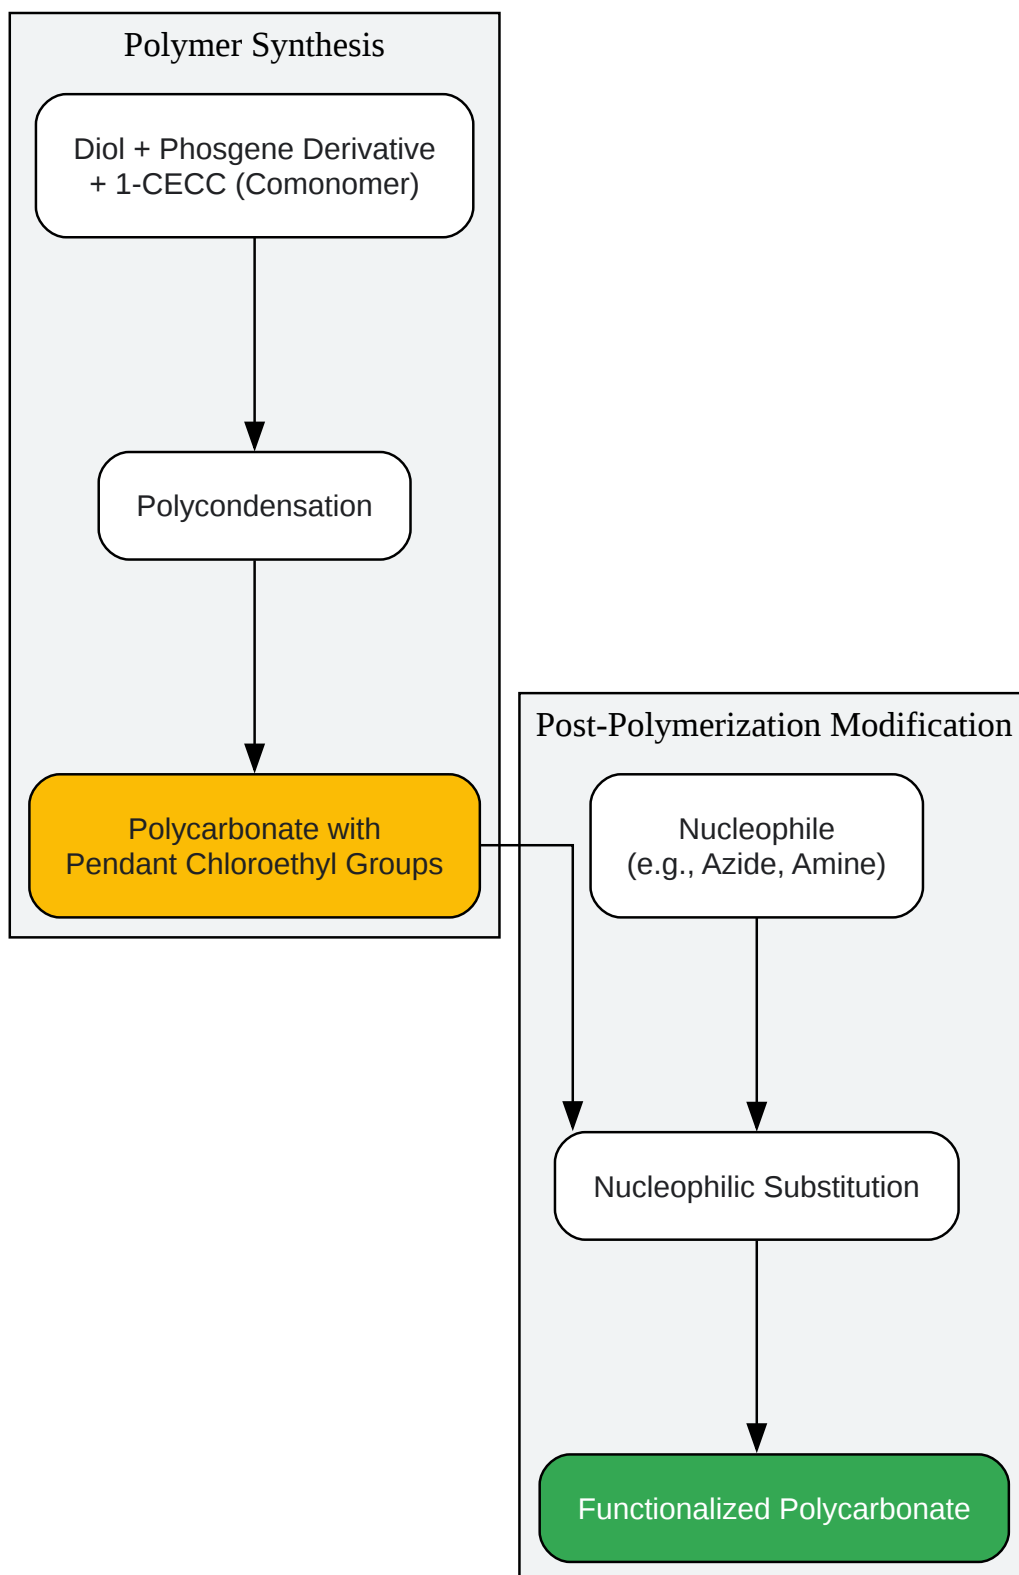 Polymer Synthesis
Diol + Phosgene Derivative
+ 1-CECC (Comonomer)
Polycondensation
Polycarbonate with
Pendant Chloroethyl Groups
Post-Polymerization Modification
Nucleophile
(e.g., Azide, Amine)
Nucleophilic Substitution
Functionalized Polycarbonate